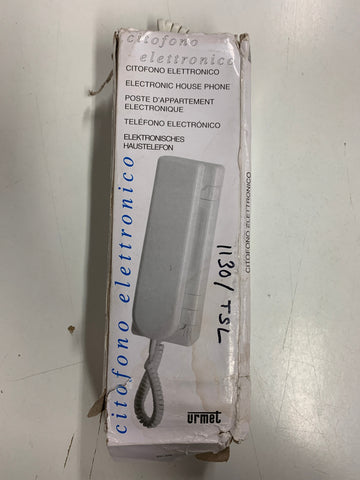 citofono
elettronico
CITOFONO ELETTRONICO
ELECTRONIC HOUSE PHONE
POSTE D'APPARTEMENT
ELECTRONIQUE
TELÉFONO ELECTRÓNICO
ELEKTRONISCHES
HAUSTELEFON
citofono elettronico
1130/TSL
urmet
CITOFONO ELETTRONICO